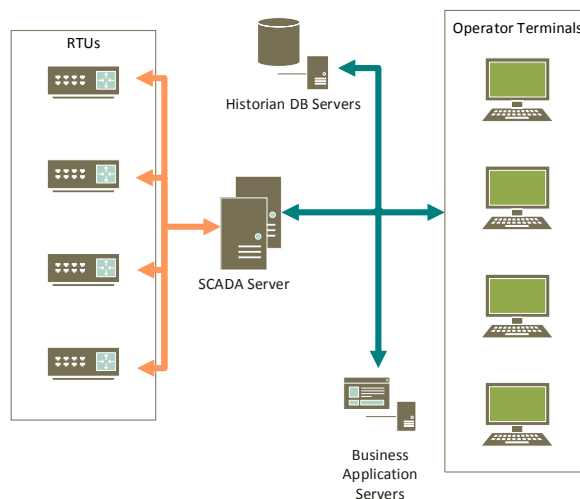 RTUs
Operator Terminals
Historian DB Servers
SCADA Server
Business
Application
Servers